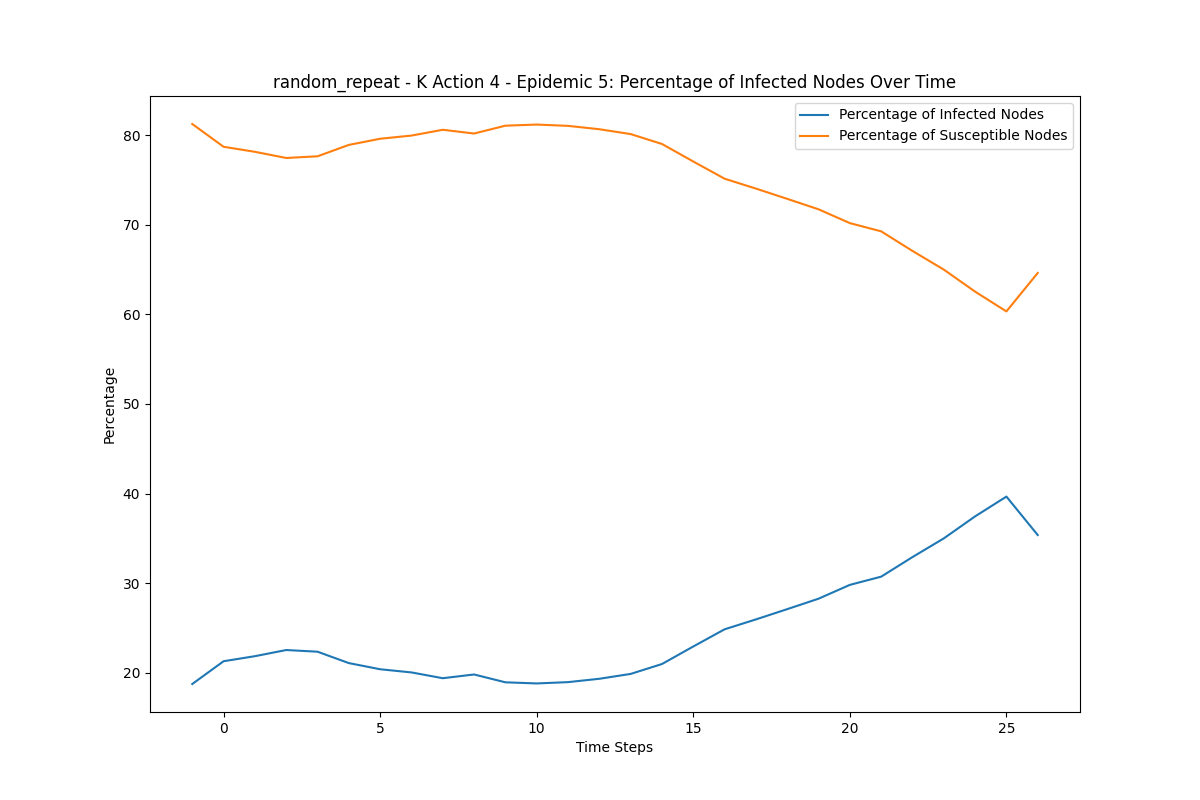 random_repeat - K Action 4 - Epidemic 5: Percentage of Infected Nodes Over Time
Percentage of Infected Nodes
Percentage of Susceptible Nodes
80
70
60
50
40
30
20
Percentage
0 5 10 15 20 25
Time Steps